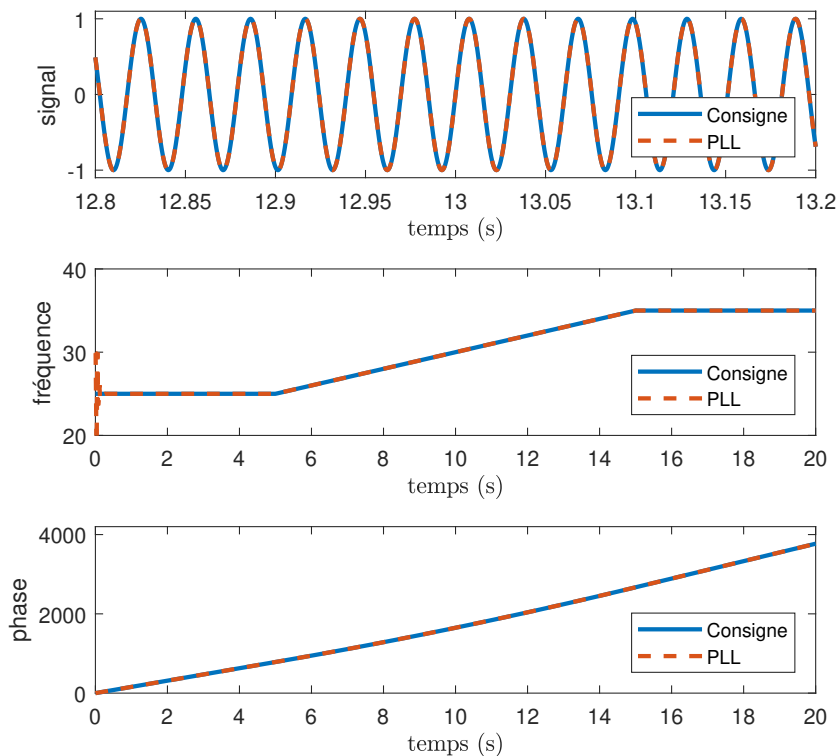 1
0
-1
signal
Consigne
PLL
12.8 12.85 12.9 12.95 13 13.05 13.1 13.15 13.2
temps (s)
40
30
20
fréquence
Consigne
PLL
0 2 4 6 8 10 12 14 16 18 20
temps (s)
4000
2000
0
phase
Consigne
PLL
0 2 4 6 8 10 12 14 16 18 20
temps (s)